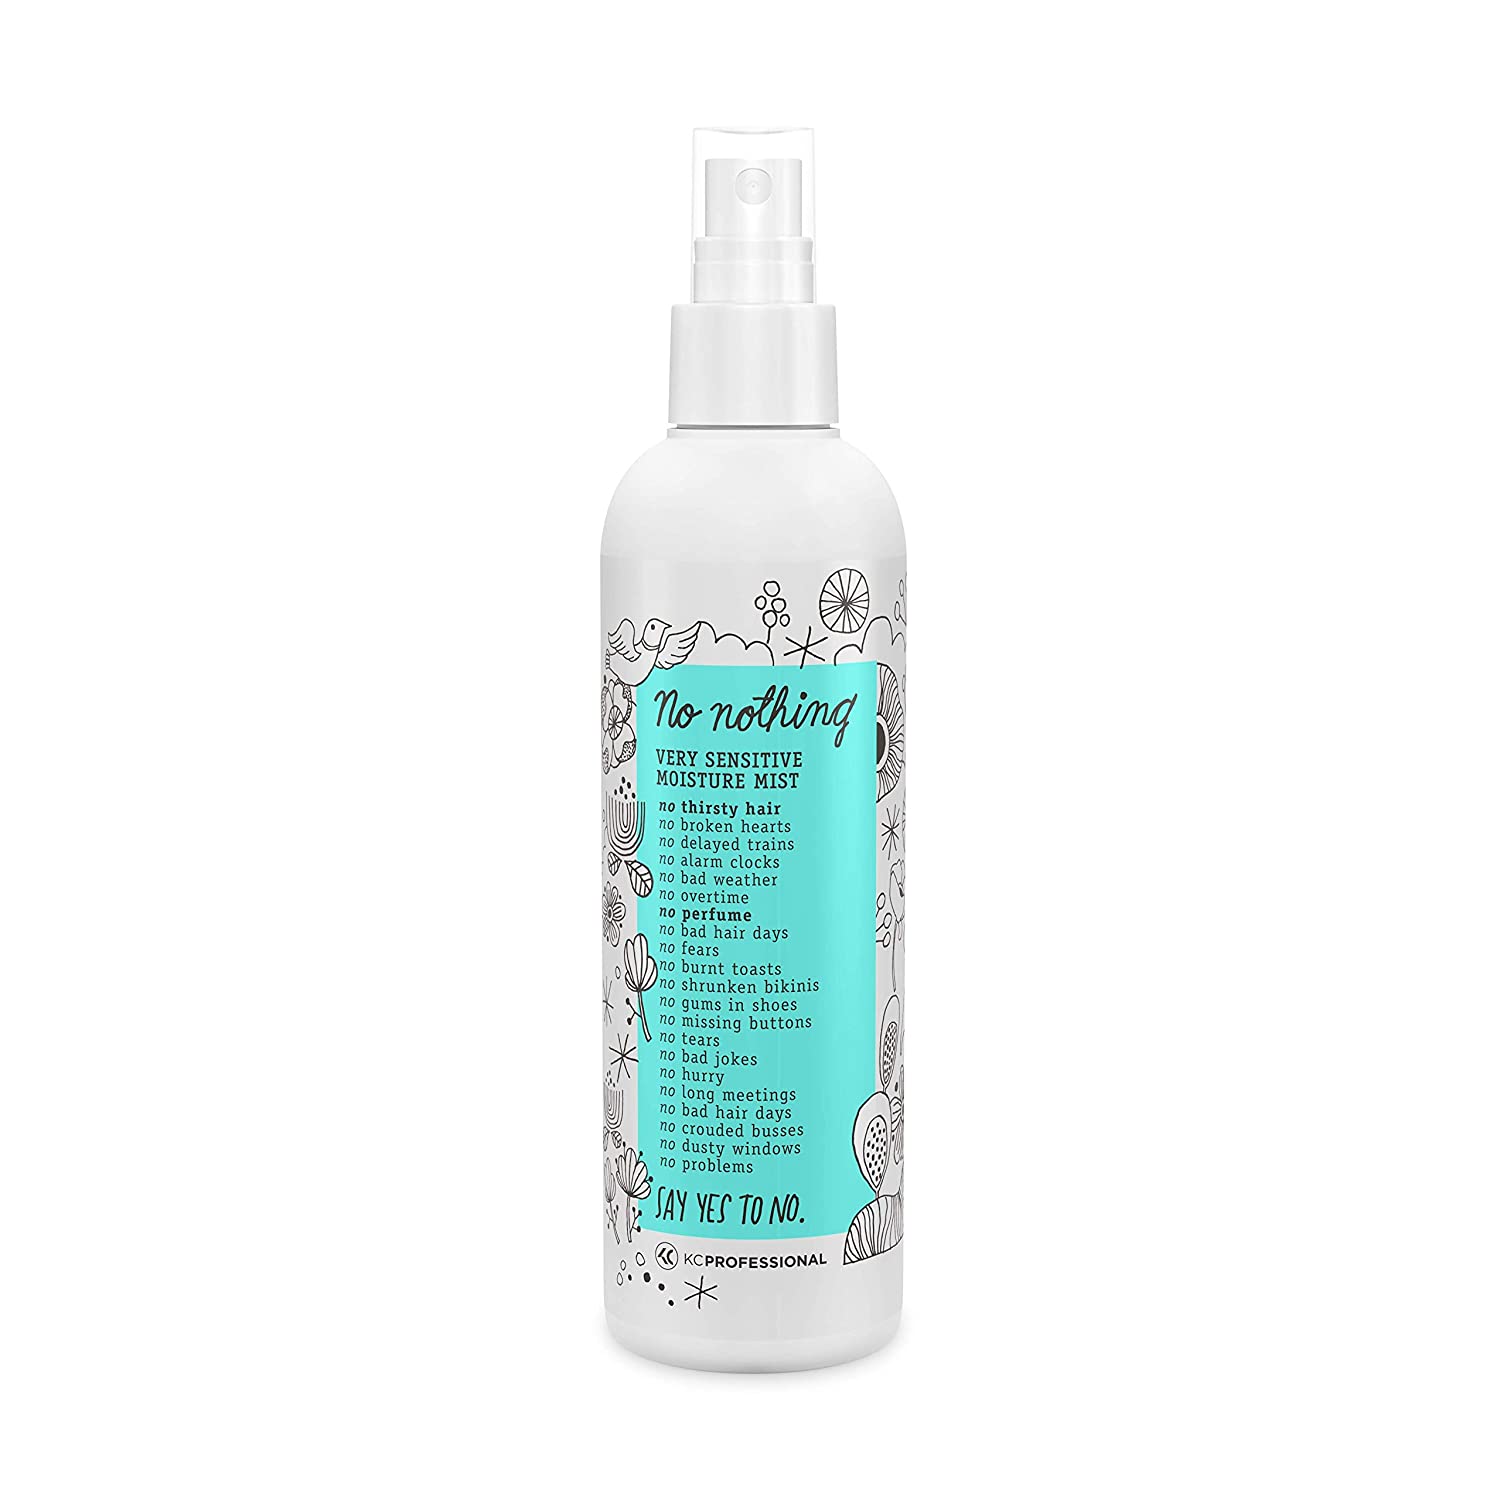 No nothing
VERY SENSITIVE
MOISTURE MIST
no thirsty hair
no broken hearts
no delayed trains
no alarm clocks
no bad weather
no overtime
no perfume
no bad hair days
no fears
no burnt toasts
no shrunken bikinis
no gums in shoes
no missing buttons
no tears
no bad jokes
no hurry
no long meetings
no bad hair days
no crouded busses
no dusty windows
no problems
SAY YES TO NO.
KC KCPROFESSIONAL